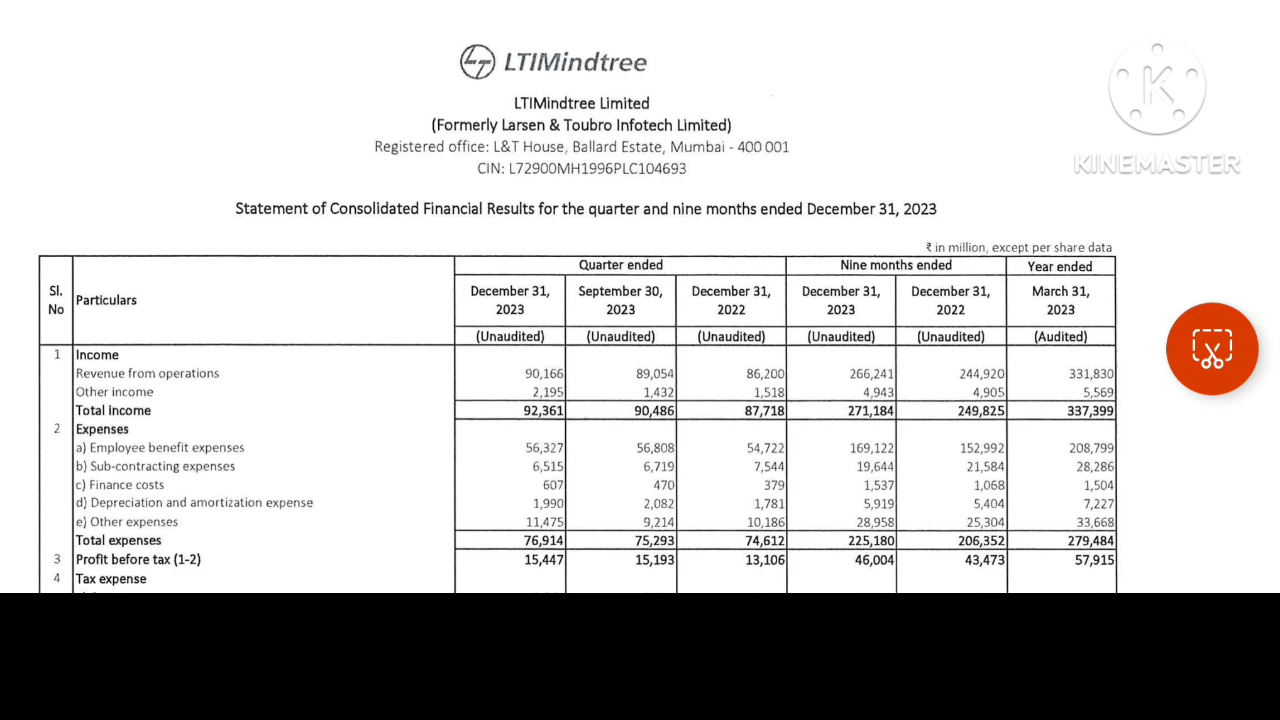 LTIMindtree
KINEMASTER
LTIMindtree Limited
(Formerly Larsen & Toubro Infotech Limited)
Registered office: L&T House, Ballard Estate, Mumbai - 400 001
CIN: L72900MH1996PLC104693
Statement of Consolidated Financial Results for the quarter and nine months ended December 31, 2023
₹ in million, except per share data
Sl. No Particulars Quarter ended Nine months ended Year ended
December 31, 2023 September 30, 2023 December 31, 2022 December 31, 2023 December 31, 2022 March 31, 2023
(Unaudited) (Unaudited) (Unaudited) (Unaudited) (Unaudited) (Audited)
1 Income
Revenue from operations 90,166 89,054 86,200 266,241 244,920 331,830
Other income 2,195 1,432 1,518 4,943 4,905 5,569
Total income 92,361 90,486 87,718 271,184 249,825 337,399
2 Expenses
a) Employee benefit expenses 56,327 56,808 54,722 169,122 152,992 208,799
b) Sub-contracting expenses 6,515 6,719 7,544 19,644 21,584 28,286
c) Finance costs 607 470 379 1,537 1,068 1,504
d) Depreciation and amortization expense 1,990 2,082 1,781 5,919 5,404 7,227
e) Other expenses 11,475 9,214 10,186 28,958 25,304 33,668
Total expenses 76,914 75,293 74,612 225,180 206,352 279,484
3 Profit before tax (1-2) 15,447 15,193 13,106 46,004 43,473 57,915
4 Tax expense